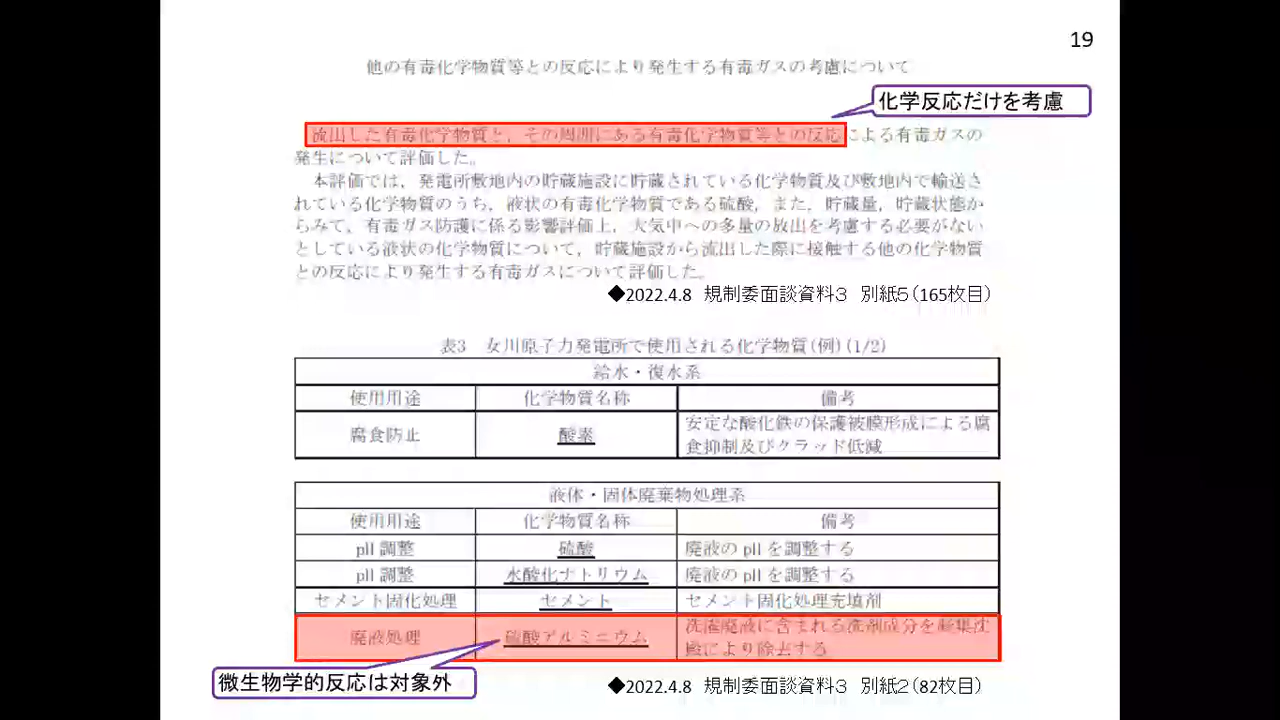 19
他の有毒化学物質等との反応により発生する有毒ガスの考慮について
化学反応だけを考慮
流出した有毒化学物質と，その周囲にある有毒化学物質等との反応による有毒ガスの
発生について評価した。
本評価では，発電所敷地内の貯蔵施設に貯蔵されている化学物質及び敷地内で輸送さ
れている化学物質のうち，液状の有毒化学物質である硫酸，また，貯蔵量，貯蔵状態か
らみて，有毒ガス防護に係る影響評価上，大気中への多量の放出を考慮する必要がない
としている液状の化学物質について，貯蔵施設から流出した際に接触する他の化学物質
との反応により発生する有毒ガスについて評価した。
◆2022.4.8 規制委面談資料３ 別紙５（165枚目）
表3 女川原子力発電所で使用される化学物質(例)(1/2)
給水・復水系
使用用途 化学物質名称 備考
腐食防止 酸素 安定な酸化鉄の保護被膜形成による腐
食抑制及びクラッド低減
液体・固体廃棄物処理系
使用用途 化学物質名称 備考
pH 調整 硫酸 廃液の pH を調整する
pH 調整 水酸化ナトリウム 廃液の pH を調整する
セメント固化処理 セメント セメント固化処理充填剤
廃液処理 硫酸アルミニウム 洗濯廃液に含まれる洗剤成分を凝集沈
殿により除去する
微生物学的反応は対象外
◆2022.4.8 規制委面談資料３ 別紙２（82枚目）